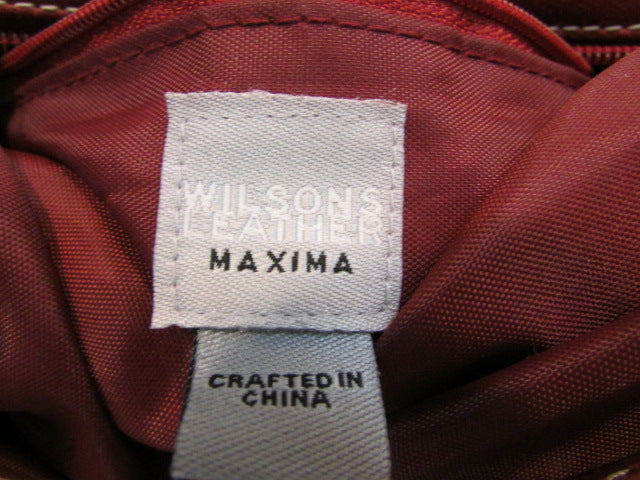 WILSONS
LEATHER
MAXIMA
CRAFTED IN
CHINA